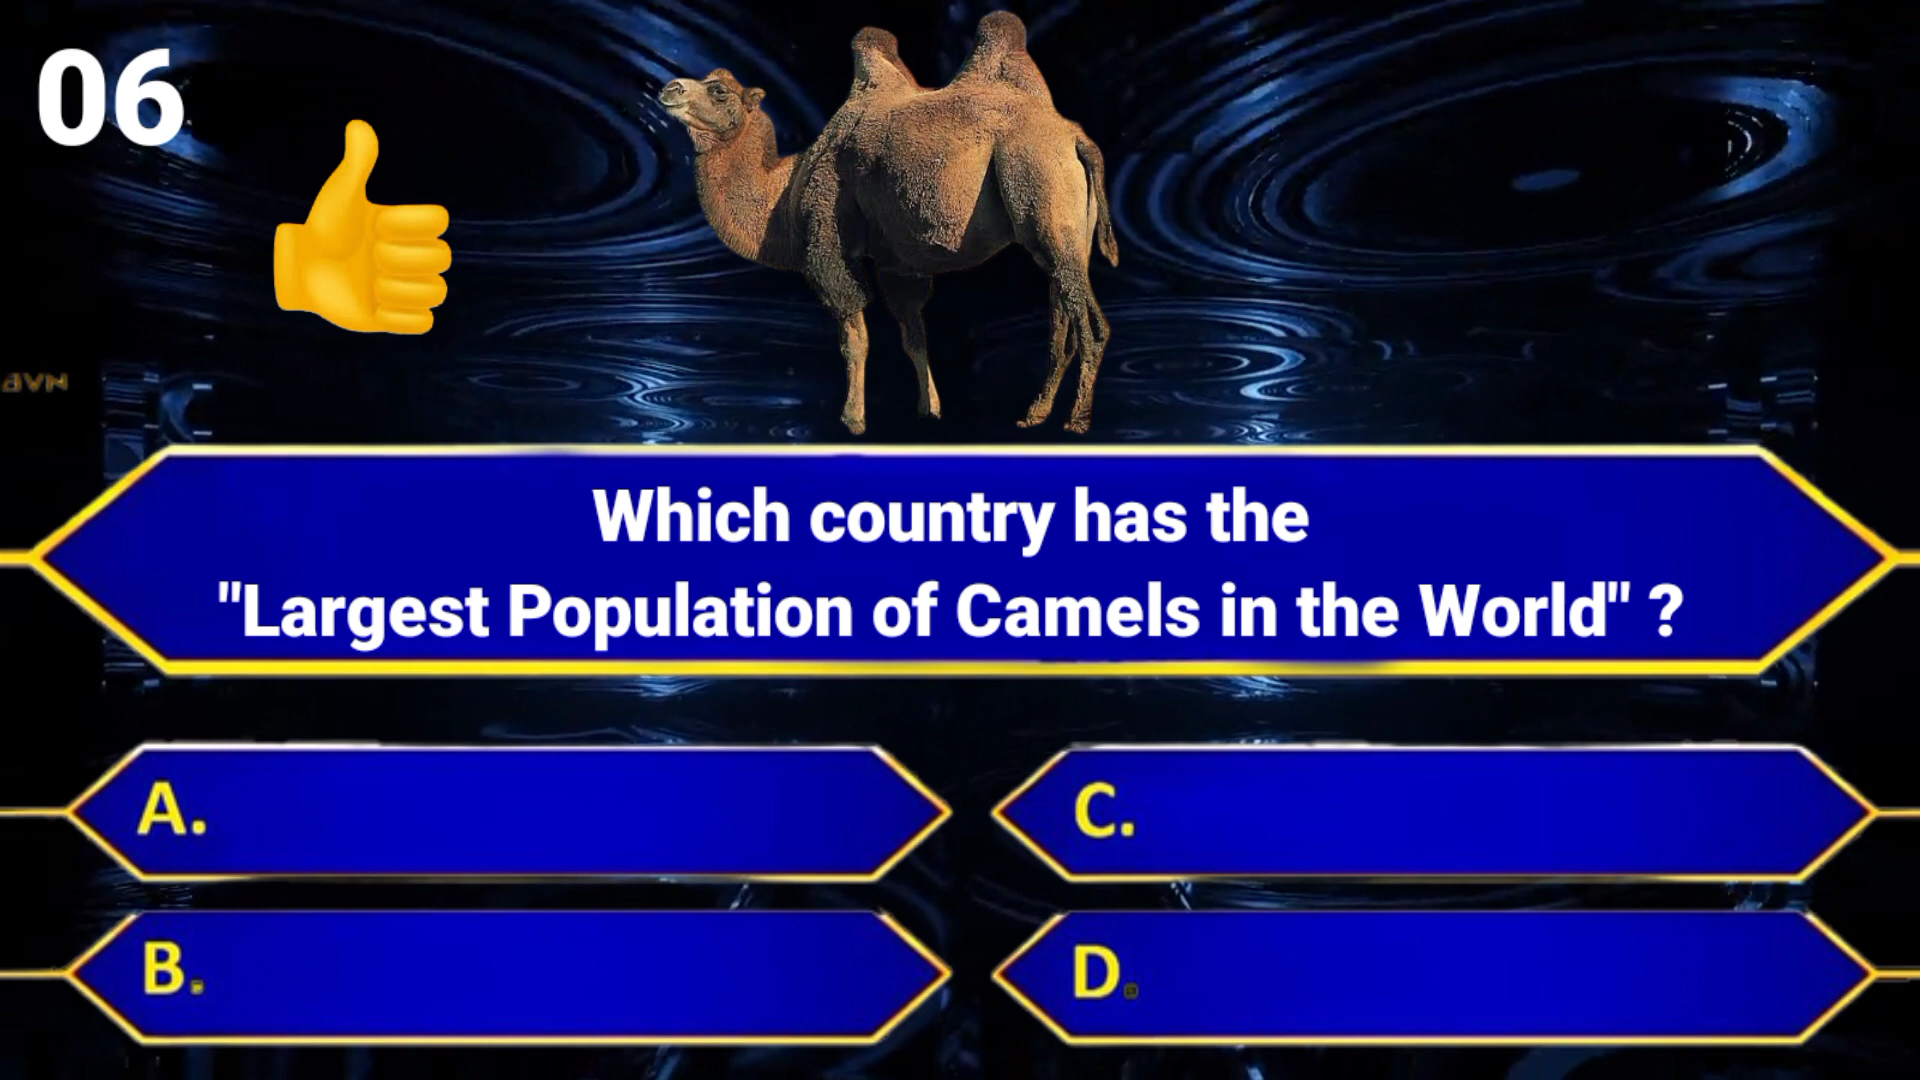 06
Which country has the
"Largest Population of Camels in the World" ?
A.
C.
B.
D.